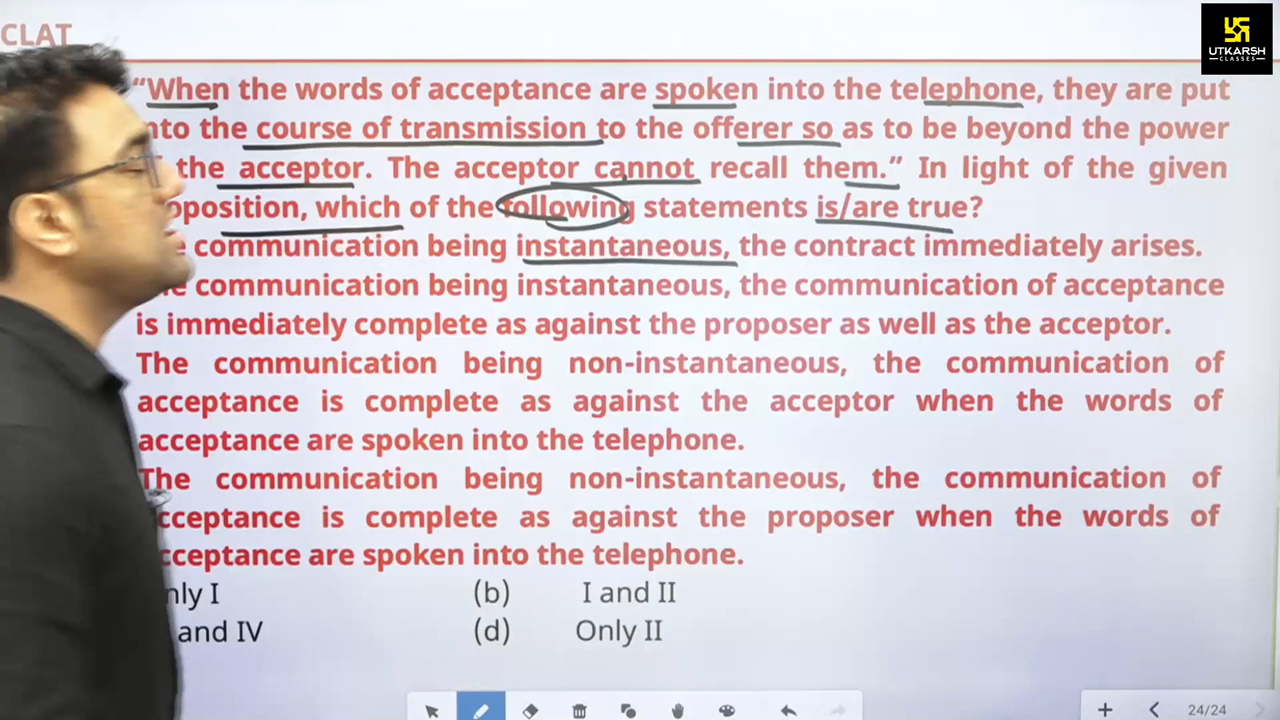 CLAT
UTKARSH
CLASSES
“When the words of acceptance are spoken into the telephone, they are put
into the course of transmission to the offerer so as to be beyond the power
the acceptor. The acceptor cannot recall them.” In light of the given
proposition, which of the following statements is/are true?
communication being instantaneous, the contract immediately arises.
communication being instantaneous, the communication of acceptance
is immediately complete as against the proposer as well as the acceptor.
The communication being non-instantaneous, the communication of
acceptance is complete as against the acceptor when the words of
acceptance are spoken into the telephone.
The communication being non-instantaneous, the communication of
acceptance is complete as against the proposer when the words of
acceptance are spoken into the telephone.
Only I (b) I and II
and IV (d) Only II
24/24